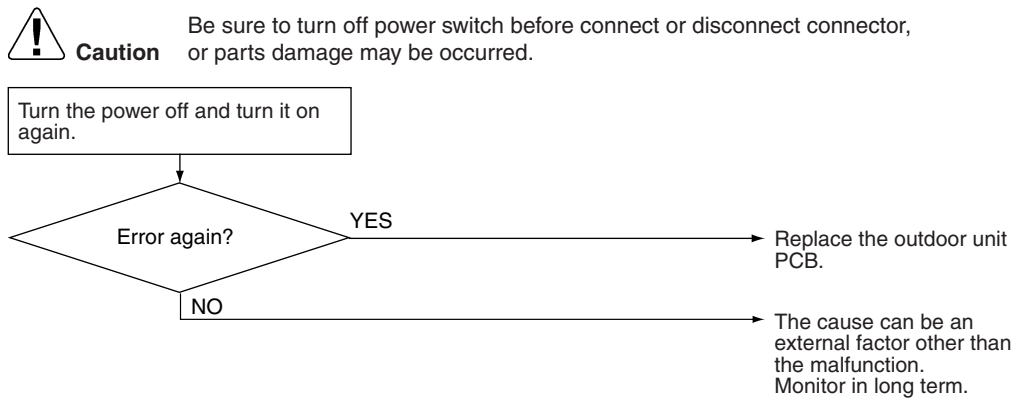 Be sure to turn off power switch before connect or disconnect connector,
Caution or parts damage may be occurred.
Turn the power off and turn it on
again.
Error again?
YES
Replace the outdoor unit
PCB.
NO
The cause can be an
external factor other than
the malfunction.
Monitor in long term.